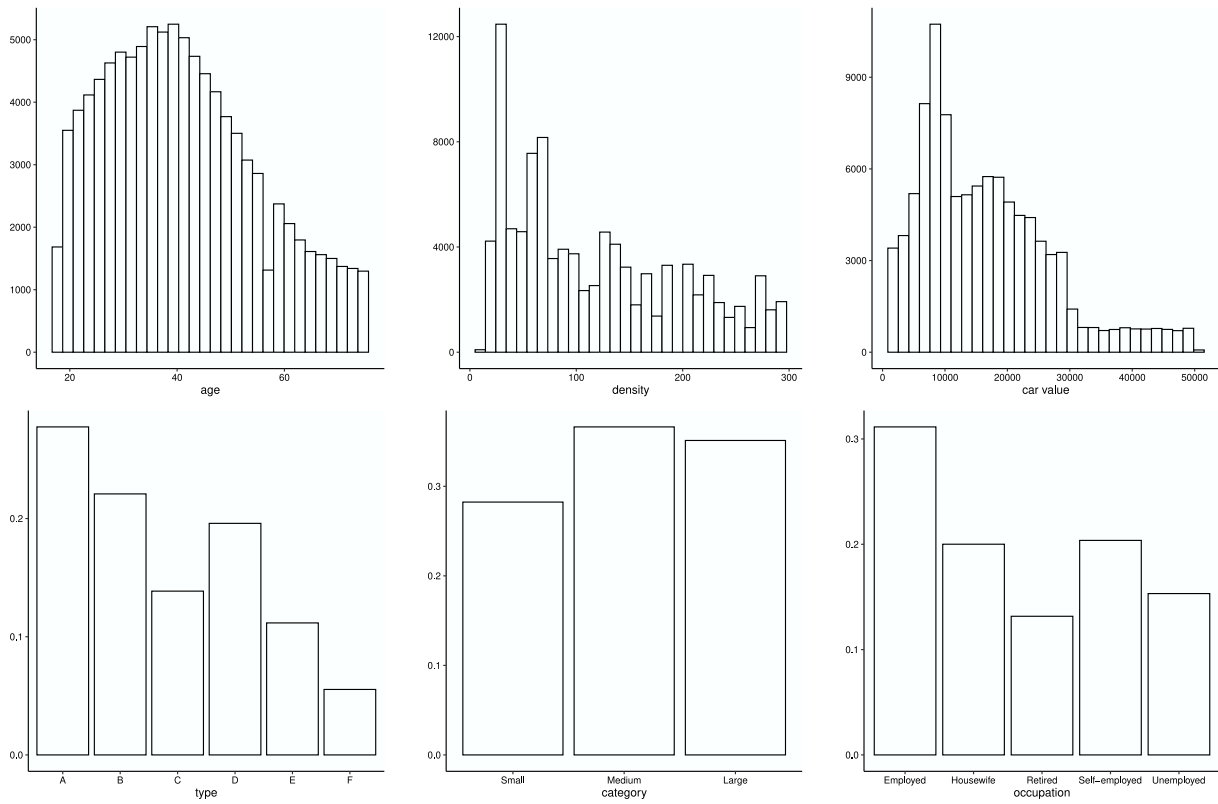 5000
4000
3000
2000
1000
0
20 40 60
age
12000
8000
4000
0
0 100 200 300
density
9000
6000
3000
0
0 10000 20000 30000 40000 50000
car value
0.2
0.1
0.0
A B C D E F
type
0.3
0.2
0.1
0.0
Small Medium Large
category
0.3
0.2
0.1
0.0
Employed Housewife Retired Self-employed Unemployed
occupation